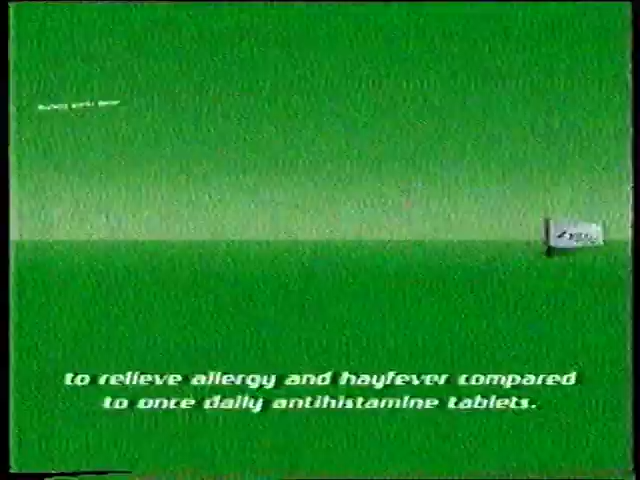 to relieve allergy and hayfever compared
to once daily antihistamine tablets.